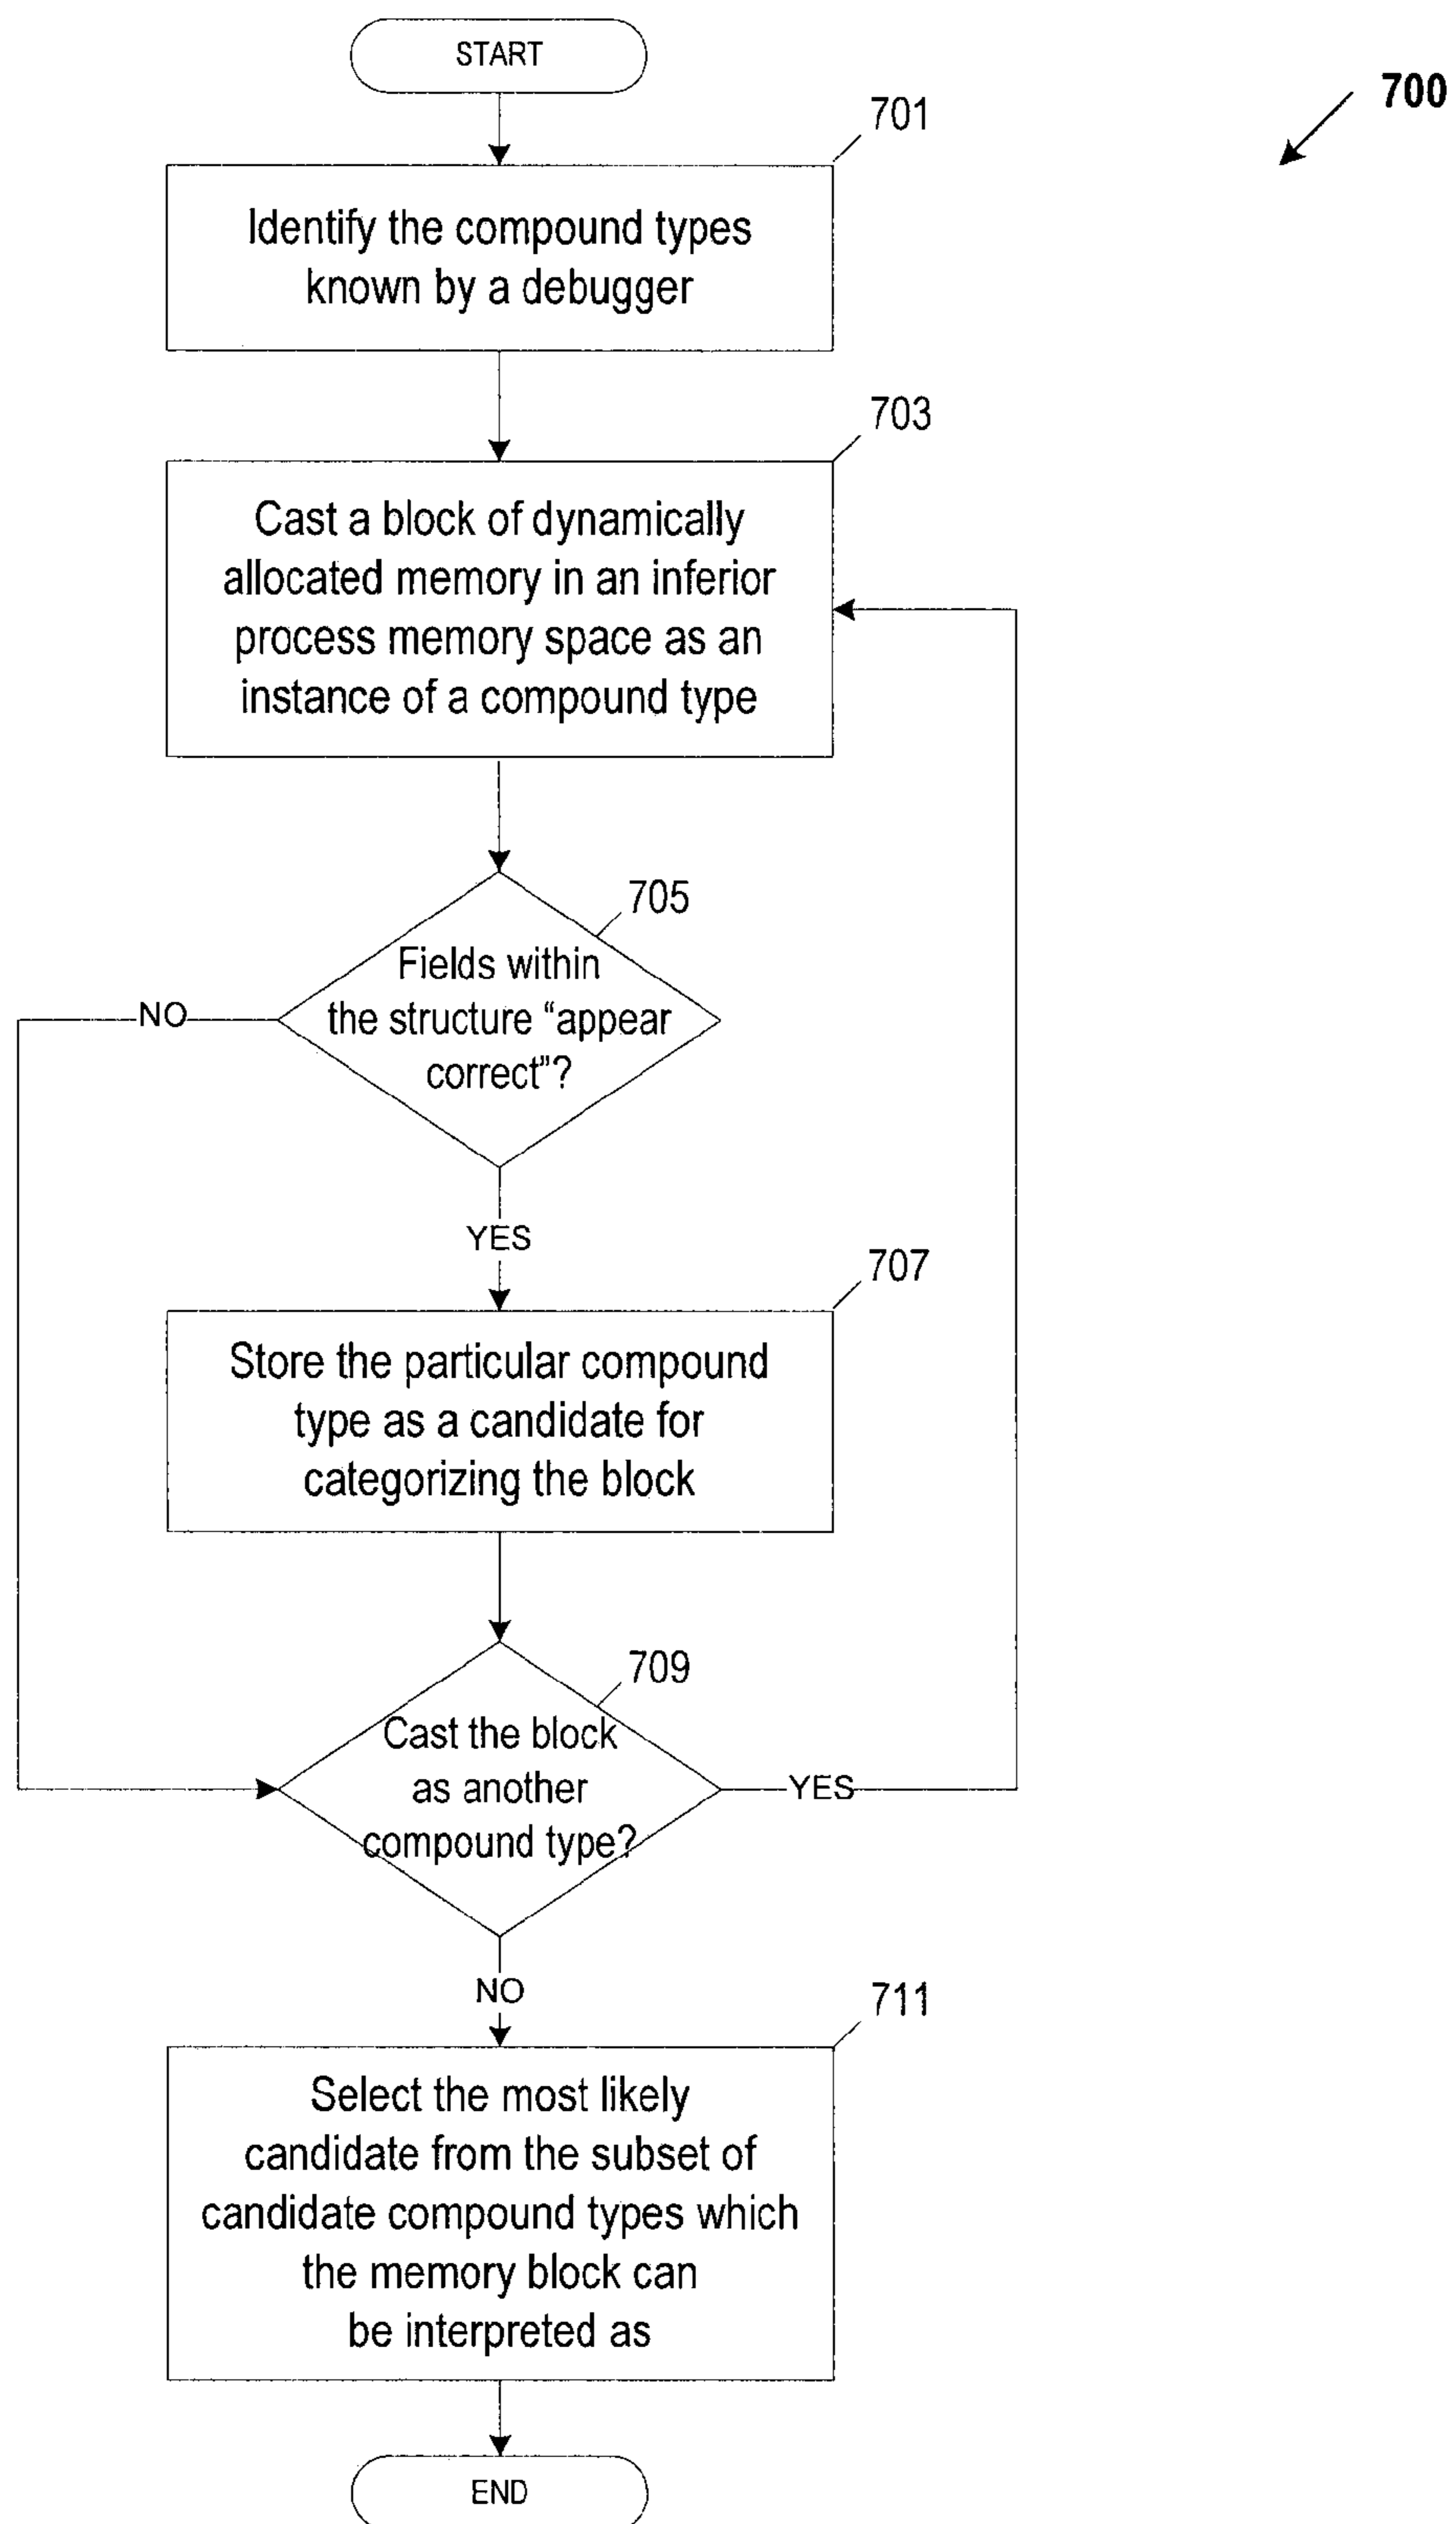 START
700
701
Identify the compound types
known by a debugger
703
Cast a block of dynamically
allocated memory in an inferior
process memory space as an
instance of a compound type
705
Fields within
the structure “appear
correct”?
NO
YES
707
Store the particular compound
type as a candidate for
categorizing the block
709
Cast the block
as another
compound type?
YES
NO
711
Select the most likely
candidate from the subset of
candidate compound types which
the memory block can
be interpreted as
END